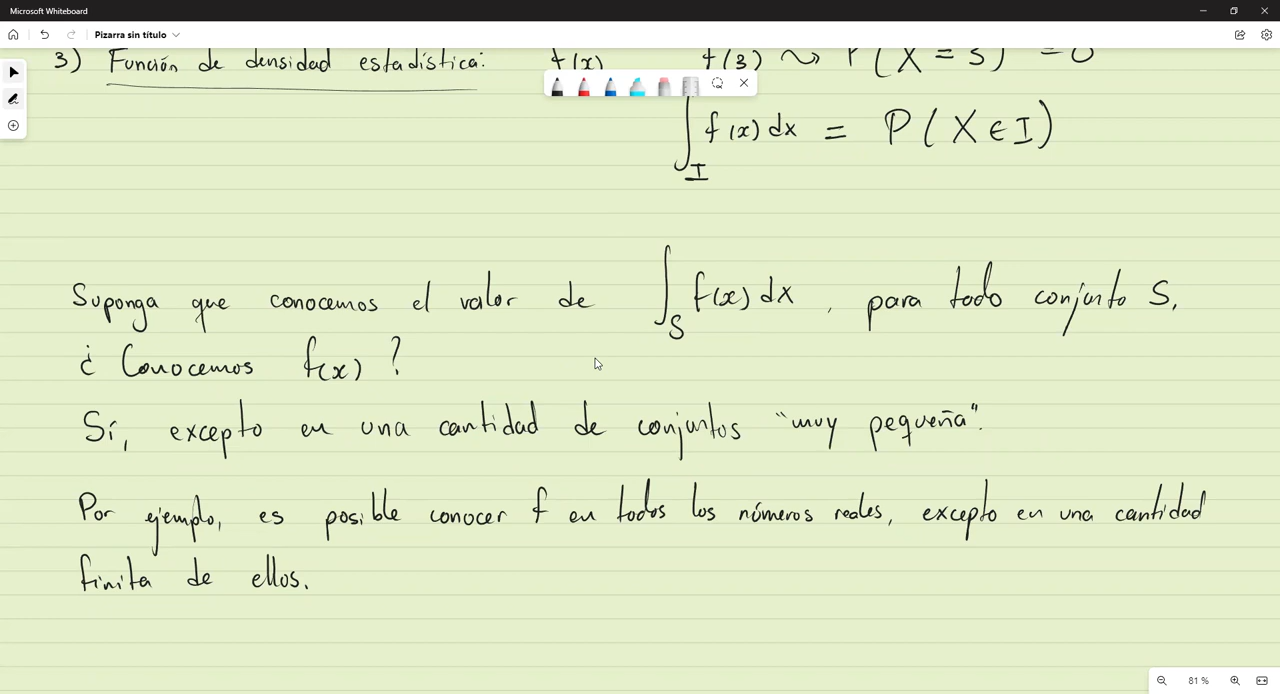 Microsoft Whiteboard
Pizarra sin título
3) Función de densidad estadística: f(x) f(3) ⤳ P(X = 3) = 0
∫_I f(x) dx = P(X ∈ I)
Suponga que conocemos el valor de ∫_S f(x) dx, para todo conjunto S,
¿Conocemos f(x)?
Sí, excepto en una cantidad de conjuntos "muy pequeña".
Por ejemplo, es posible conocer f en todos los números reales, excepto en una cantidad
finita de ellos.
81 %